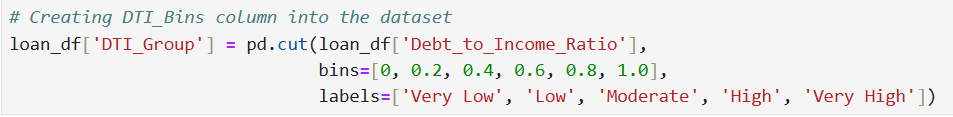 # Creating DTI_Bins column into the dataset
loan_df['DTI_Group'] = pd.cut(loan_df['Debt_to_Income_Ratio'],
bins=[0, 0.2, 0.4, 0.6, 0.8, 1.0],
labels=['Very Low', 'Low', 'Moderate', 'High', 'Very High'])